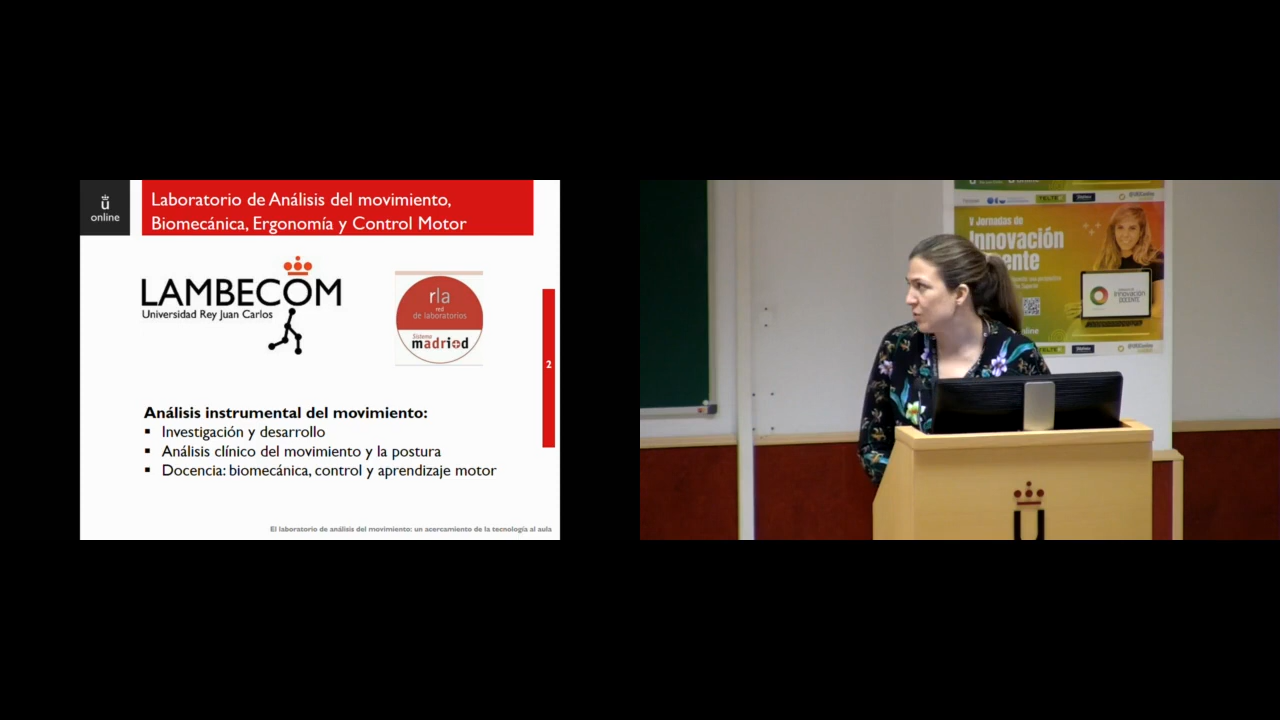 ü
online
Laboratorio de Análisis del movimiento,
Biomecánica, Ergonomía y Control Motor
LAMBECOM
Universidad Rey Juan Carlos
rla
red
de laboratorios
Sistema
madri+d
2
Análisis instrumental del movimiento:
▪ Investigación y desarrollo
▪ Análisis clínico del movimiento y la postura
▪ Docencia: biomecánica, control y aprendizaje motor
El laboratorio de análisis del movimiento: un acercamiento de la tecnología al aula
V Jornadas de
Innovación
ente
Innovación
DOCENTE
U